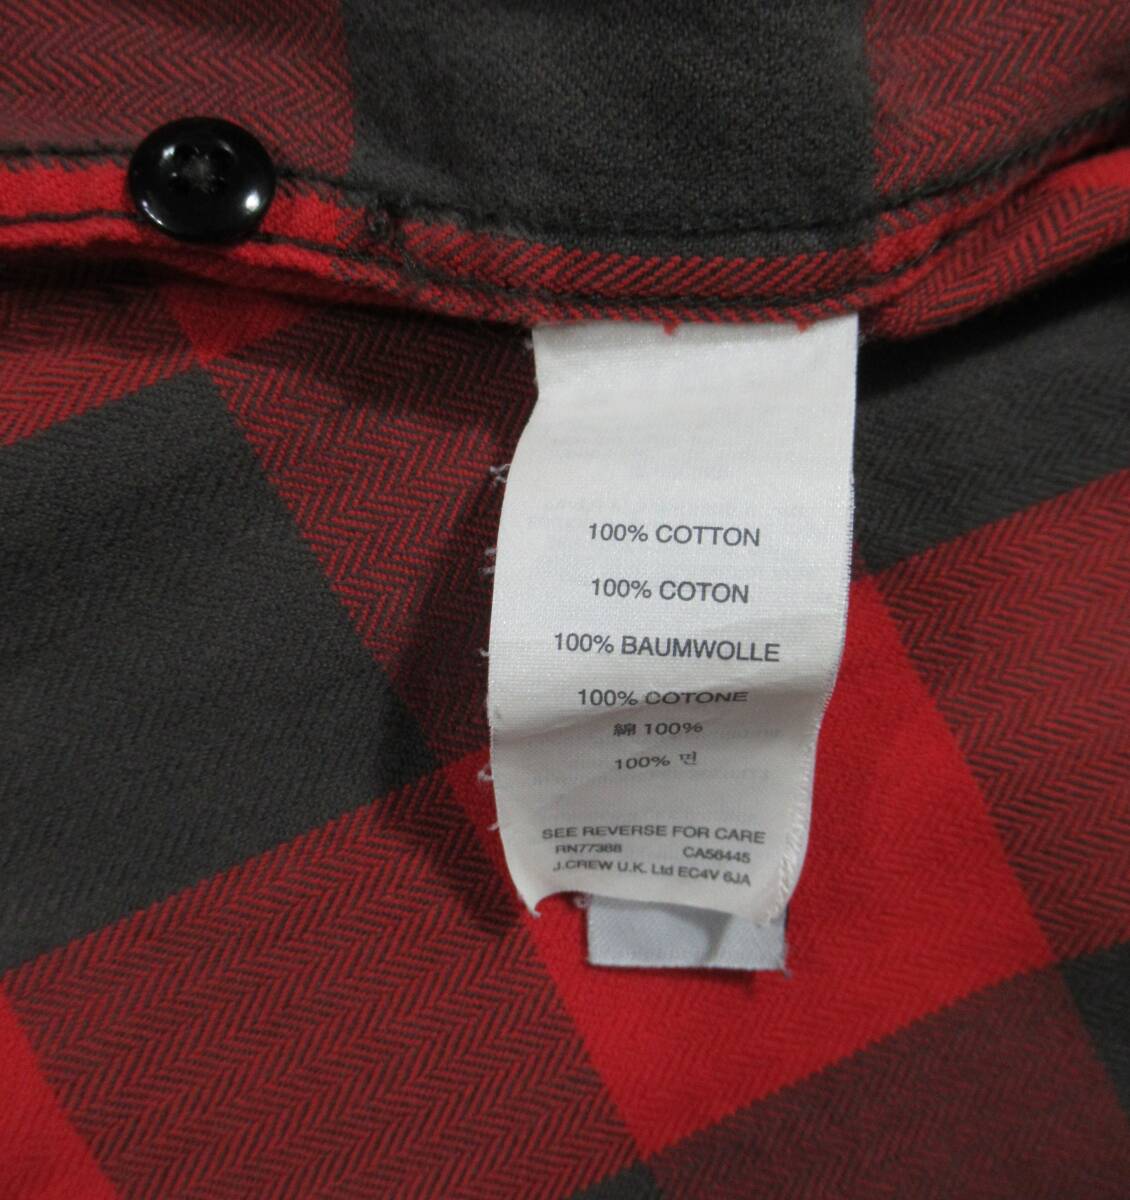 100% COTTON
100% COTON
100% BAUMWOLLE
100% COTONE
綿 100%
100% 면
SEE REVERSE FOR CARE
RN77388 CA56445
J.CREW U.K. Ltd EC4V 6JA